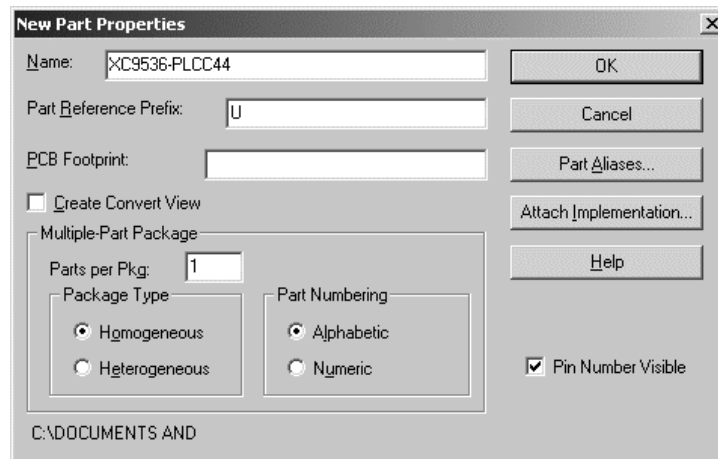 New Part Properties
Name: XC9536-PLCC44
OK
Part Reference Prefix: U
Cancel
PCB Footprint:
Part Aliases...
Create Convert View
Attach Implementation...
Multiple-Part Package
Parts per Pkg: 1
Help
Package Type
Part Numbering
Homogeneous
Alphabetic
Heterogeneous
Numeric
Pin Number Visible
C:\DOCUMENTS AND